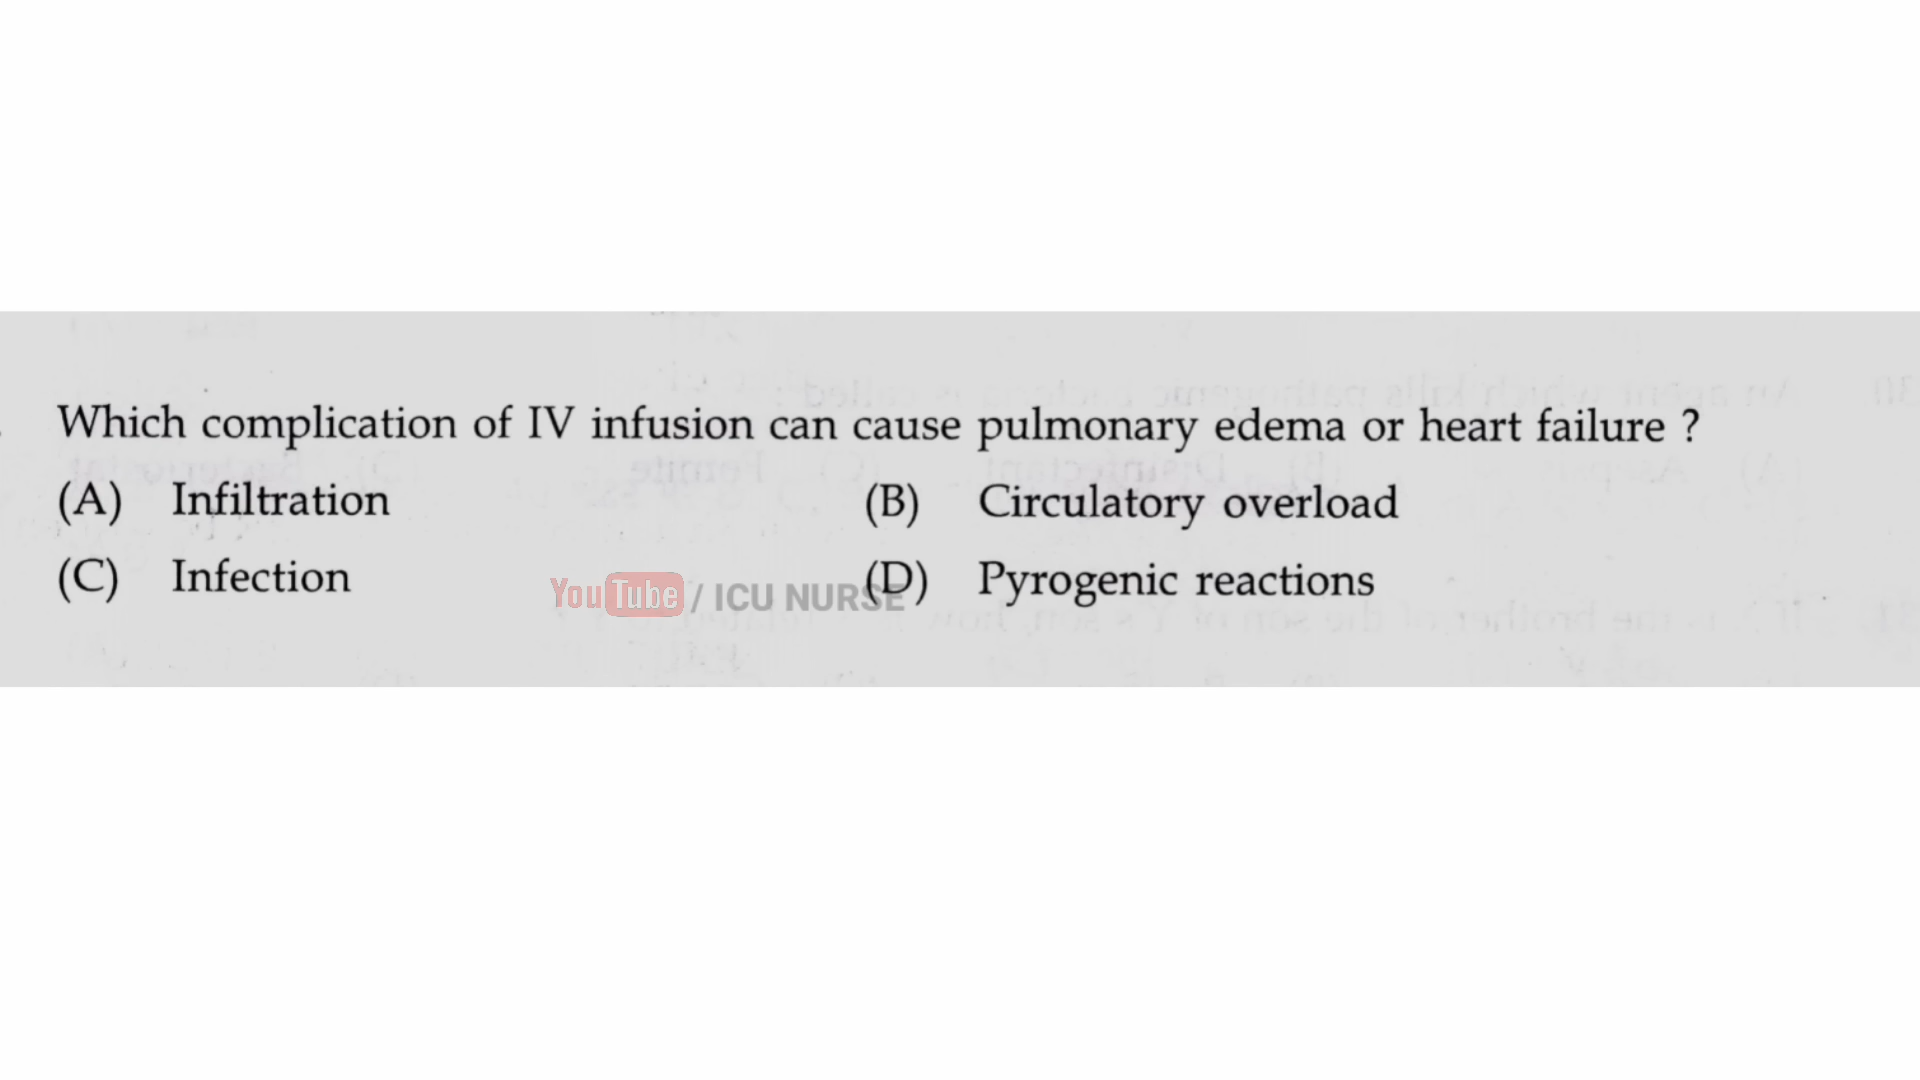 Which complication of IV infusion can cause pulmonary edema or heart failure ?
(A) Infiltration (B) Circulatory overload
(C) Infection (D) Pyrogenic reactions
YouTube / ICU NURSE